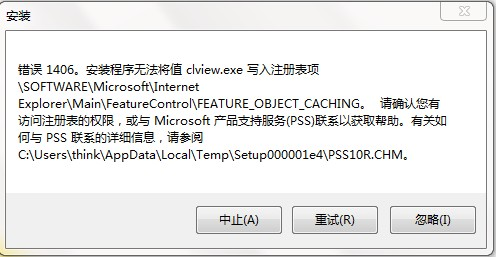 安装
错误 1406。安装程序无法将值 clview.exe 写入注册表项
\SOFTWARE\Microsoft\Internet
Explorer\Main\FeatureControl\FEATURE_OBJECT_CACHING。 请确认您有
访问注册表的权限，或与 Microsoft 产品支持服务(PSS)联系以获取帮助。有关如
何与 PSS 联系的详细信息，请参阅
C:\Users\think\AppData\Local\Temp\Setup000001e4\PSS10R.CHM。
中止(A) 重试(R) 忽略(I)